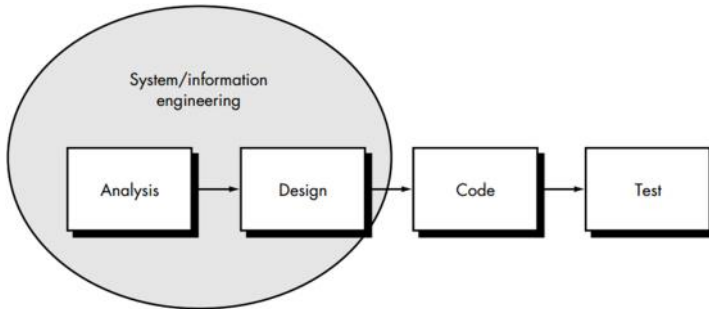 System/information
engineering
Analysis
Design
Code
Test